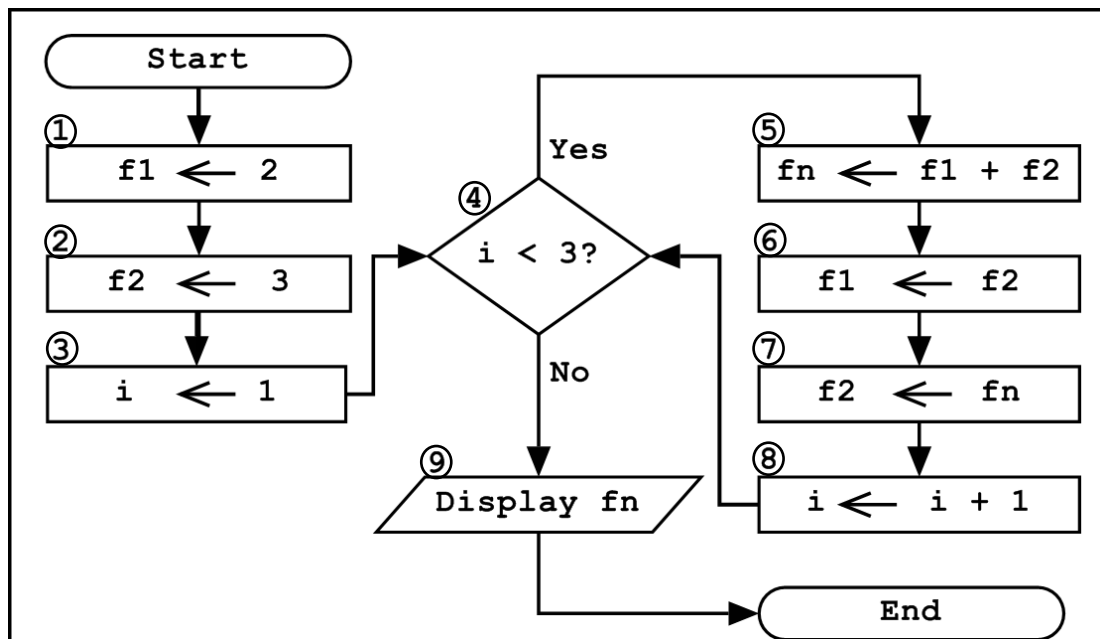 Start
①
f1 ← 2
②
f2 ← 3
③
i ← 1
④
i < 3?
Yes
No
⑤
fn ← f1 + f2
⑥
f1 ← f2
⑦
f2 ← fn
⑧
i ← i + 1
⑨
Display fn
End